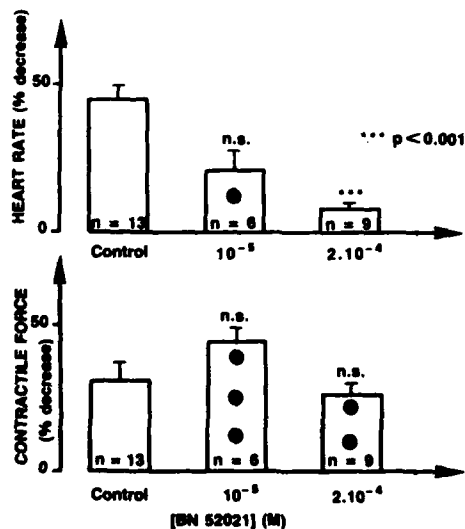 HEART RATE (% decrease)
50
0
n.s.
*** p<0.001
***
n = 13
n = 6
n = 9
Control
10⁻⁵
2.10⁻⁴
CONTRACTILE FORCE
(% decrease)
50
0
n.s.
n.s.
n = 13
n = 6
n = 9
Control
10⁻⁵
2.10⁻⁴
[BN 52021] (M)